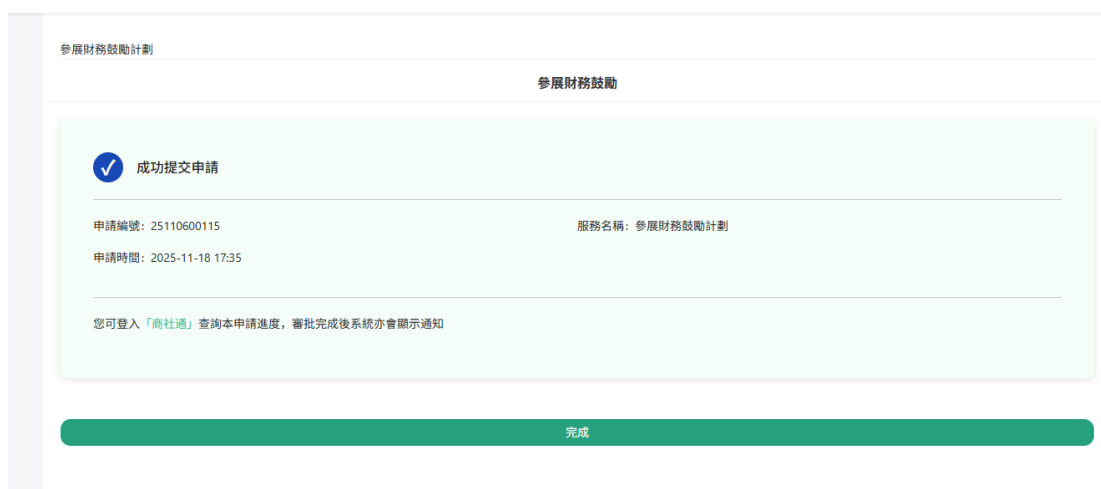 參展財務鼓勵計劃
參展財務鼓勵
成功提交申請
申請編號：25110600115
服務名稱：參展財務鼓勵計劃
申請時間：2025-11-18 17:35
您可登入「商社通」查詢本申請進度，審批完成後系統亦會顯示通知
完成